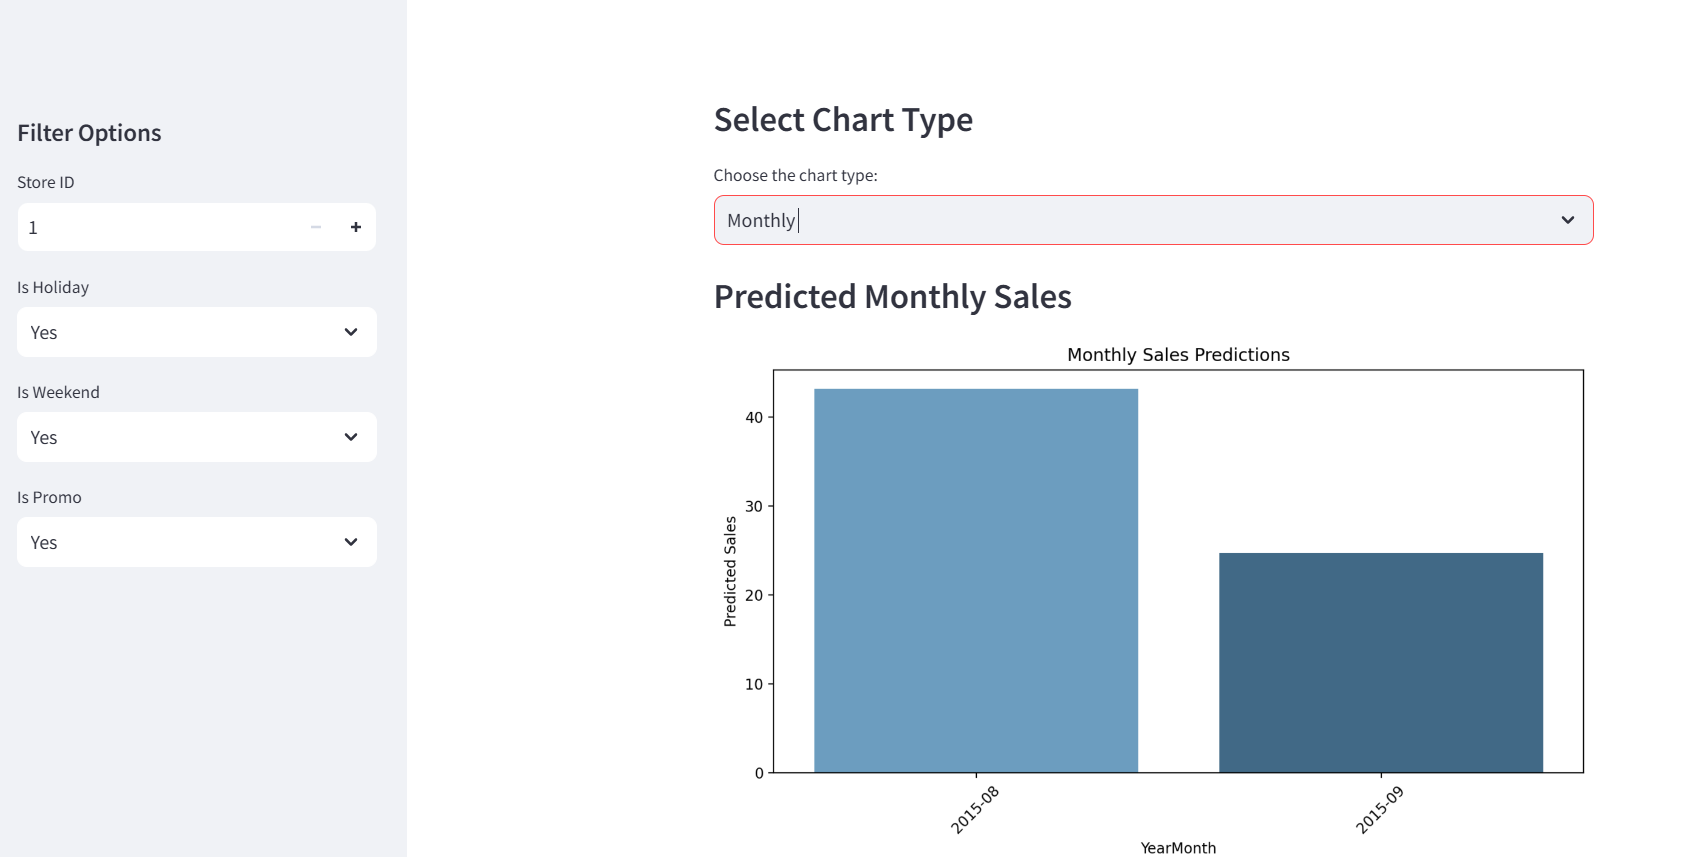 Filter Options
Store ID
1
Is Holiday
Yes
Is Weekend
Yes
Is Promo
Yes
Select Chart Type
Choose the chart type:
Monthly
Predicted Monthly Sales
Monthly Sales Predictions
Predicted Sales
40
30
20
10
0
2015-08
2015-09
YearMonth